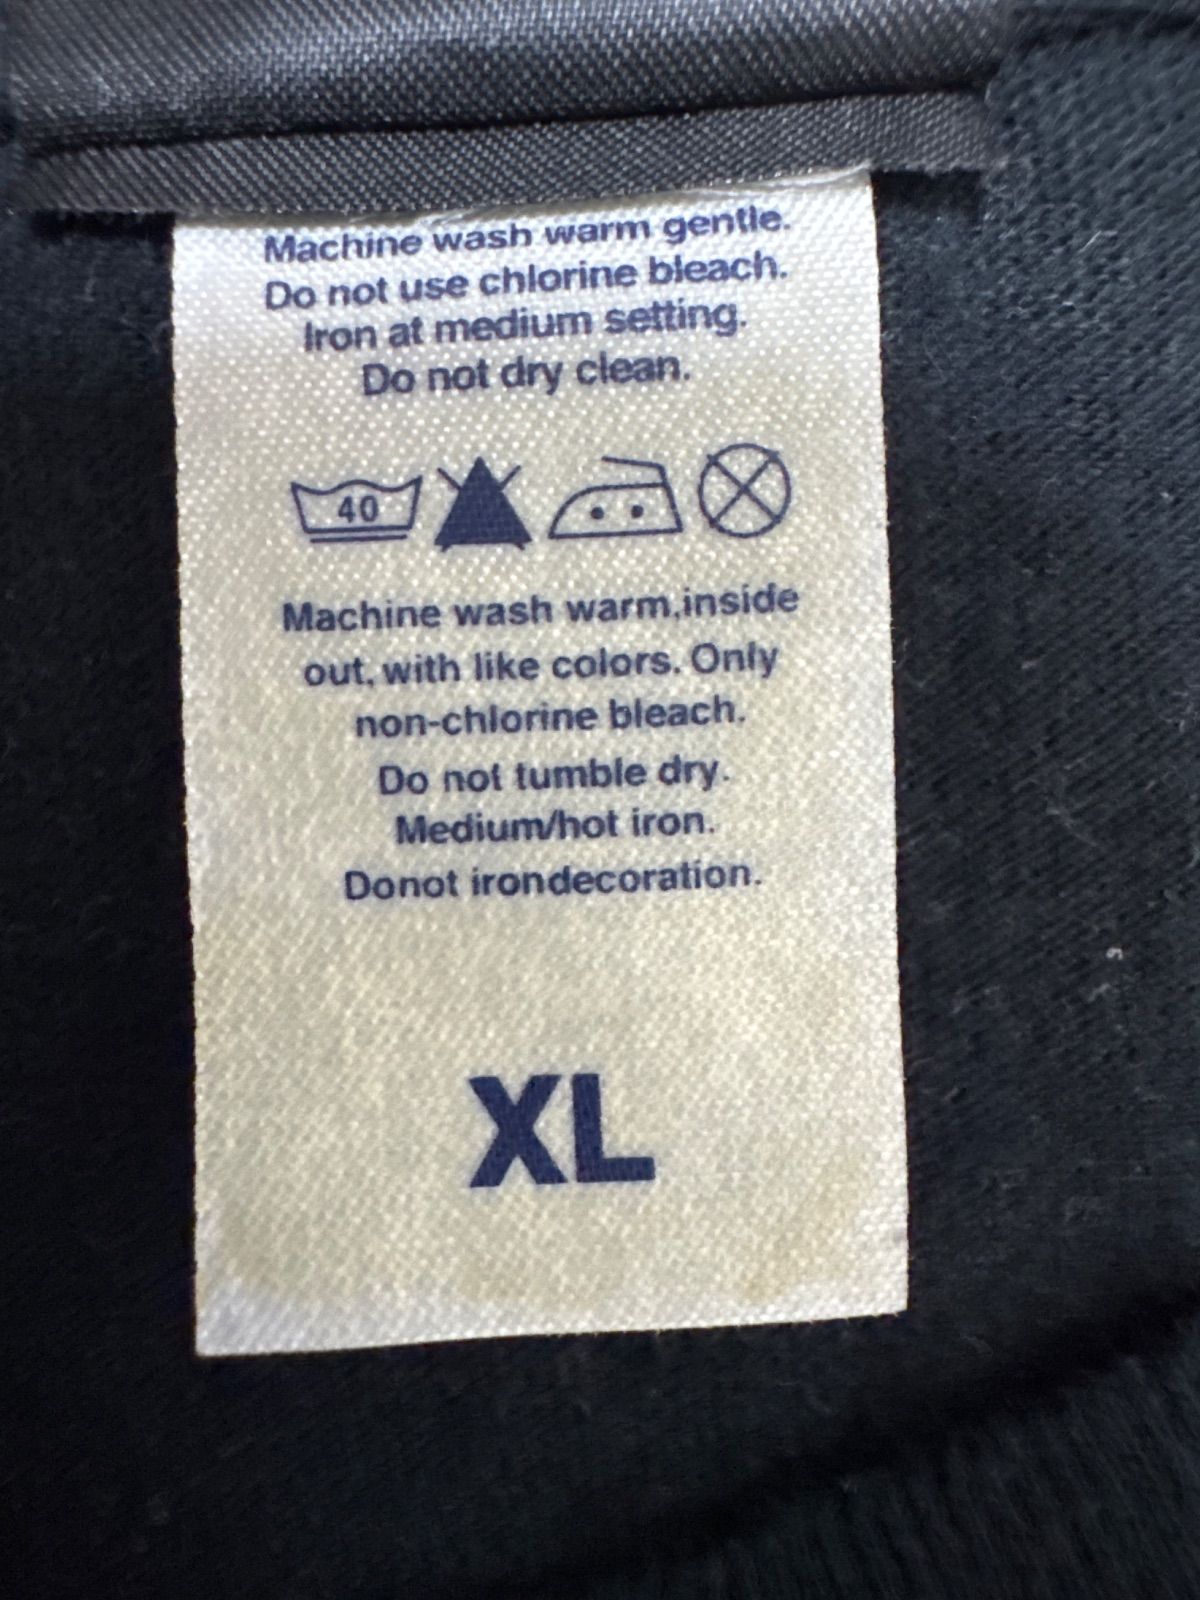 Machine wash warm gentle.
Do not use chlorine bleach.
Iron at medium setting.
Do not dry clean.
40
Machine wash warm,inside
out, with like colors. Only
non-chlorine bleach.
Do not tumble dry.
Medium/hot iron.
Donot irondecoration.
XL